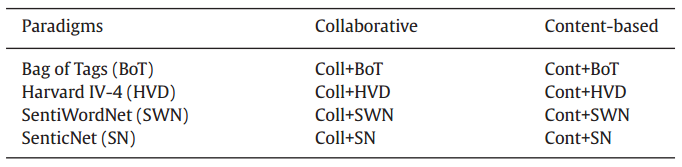 Paradigms Collaborative Content-based
Bag of Tags (BoT) Coll+BoT Cont+BoT
Harvard IV-4 (HVD) Coll+HVD Cont+HVD
SentiWordNet (SWN) Coll+SWN Cont+SWN
SenticNet (SN) Coll+SN Cont+SN